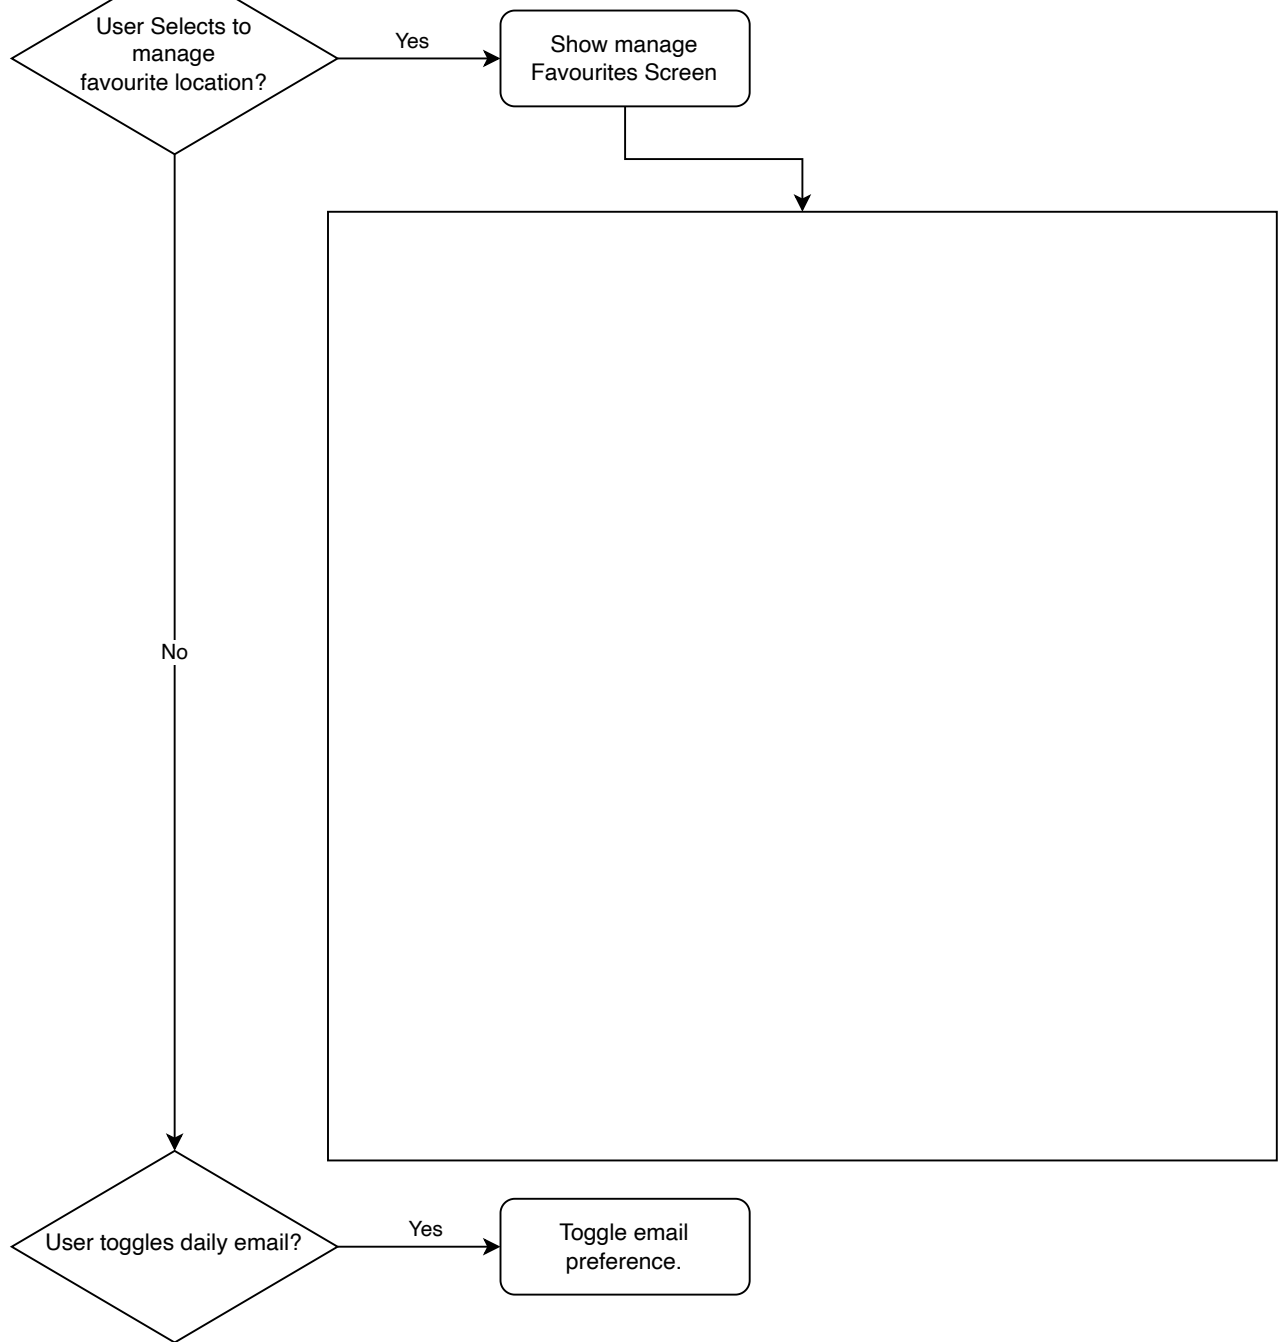 User Selects to
manage
favourite location?
Yes
Show manage
Favourites Screen
No
User toggles daily email?
Yes
Toggle email
preference.